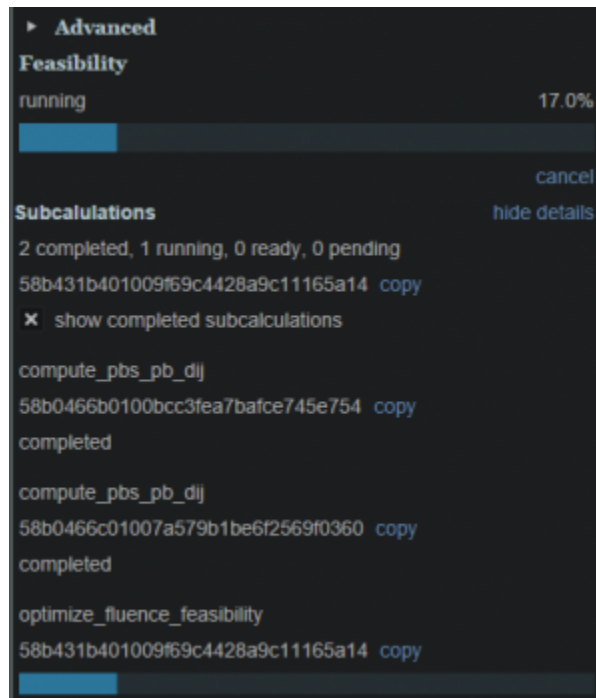 Advanced
Feasibility
running 17.0%
cancel
Subcalulations hide details
2 completed, 1 running, 0 ready, 0 pending
58b431b401009f69c4428a9c11165a14 copy
show completed subcalculations
compute_pbs_pb_dij
58b0466b0100bcc3fea7bafce745e754 copy
completed
compute_pbs_pb_dij
58b0466c01007a579b1be6f2569f0360 copy
completed
optimize_fluence_feasibility
58b431b401009f69c4428a9c11165a14 copy